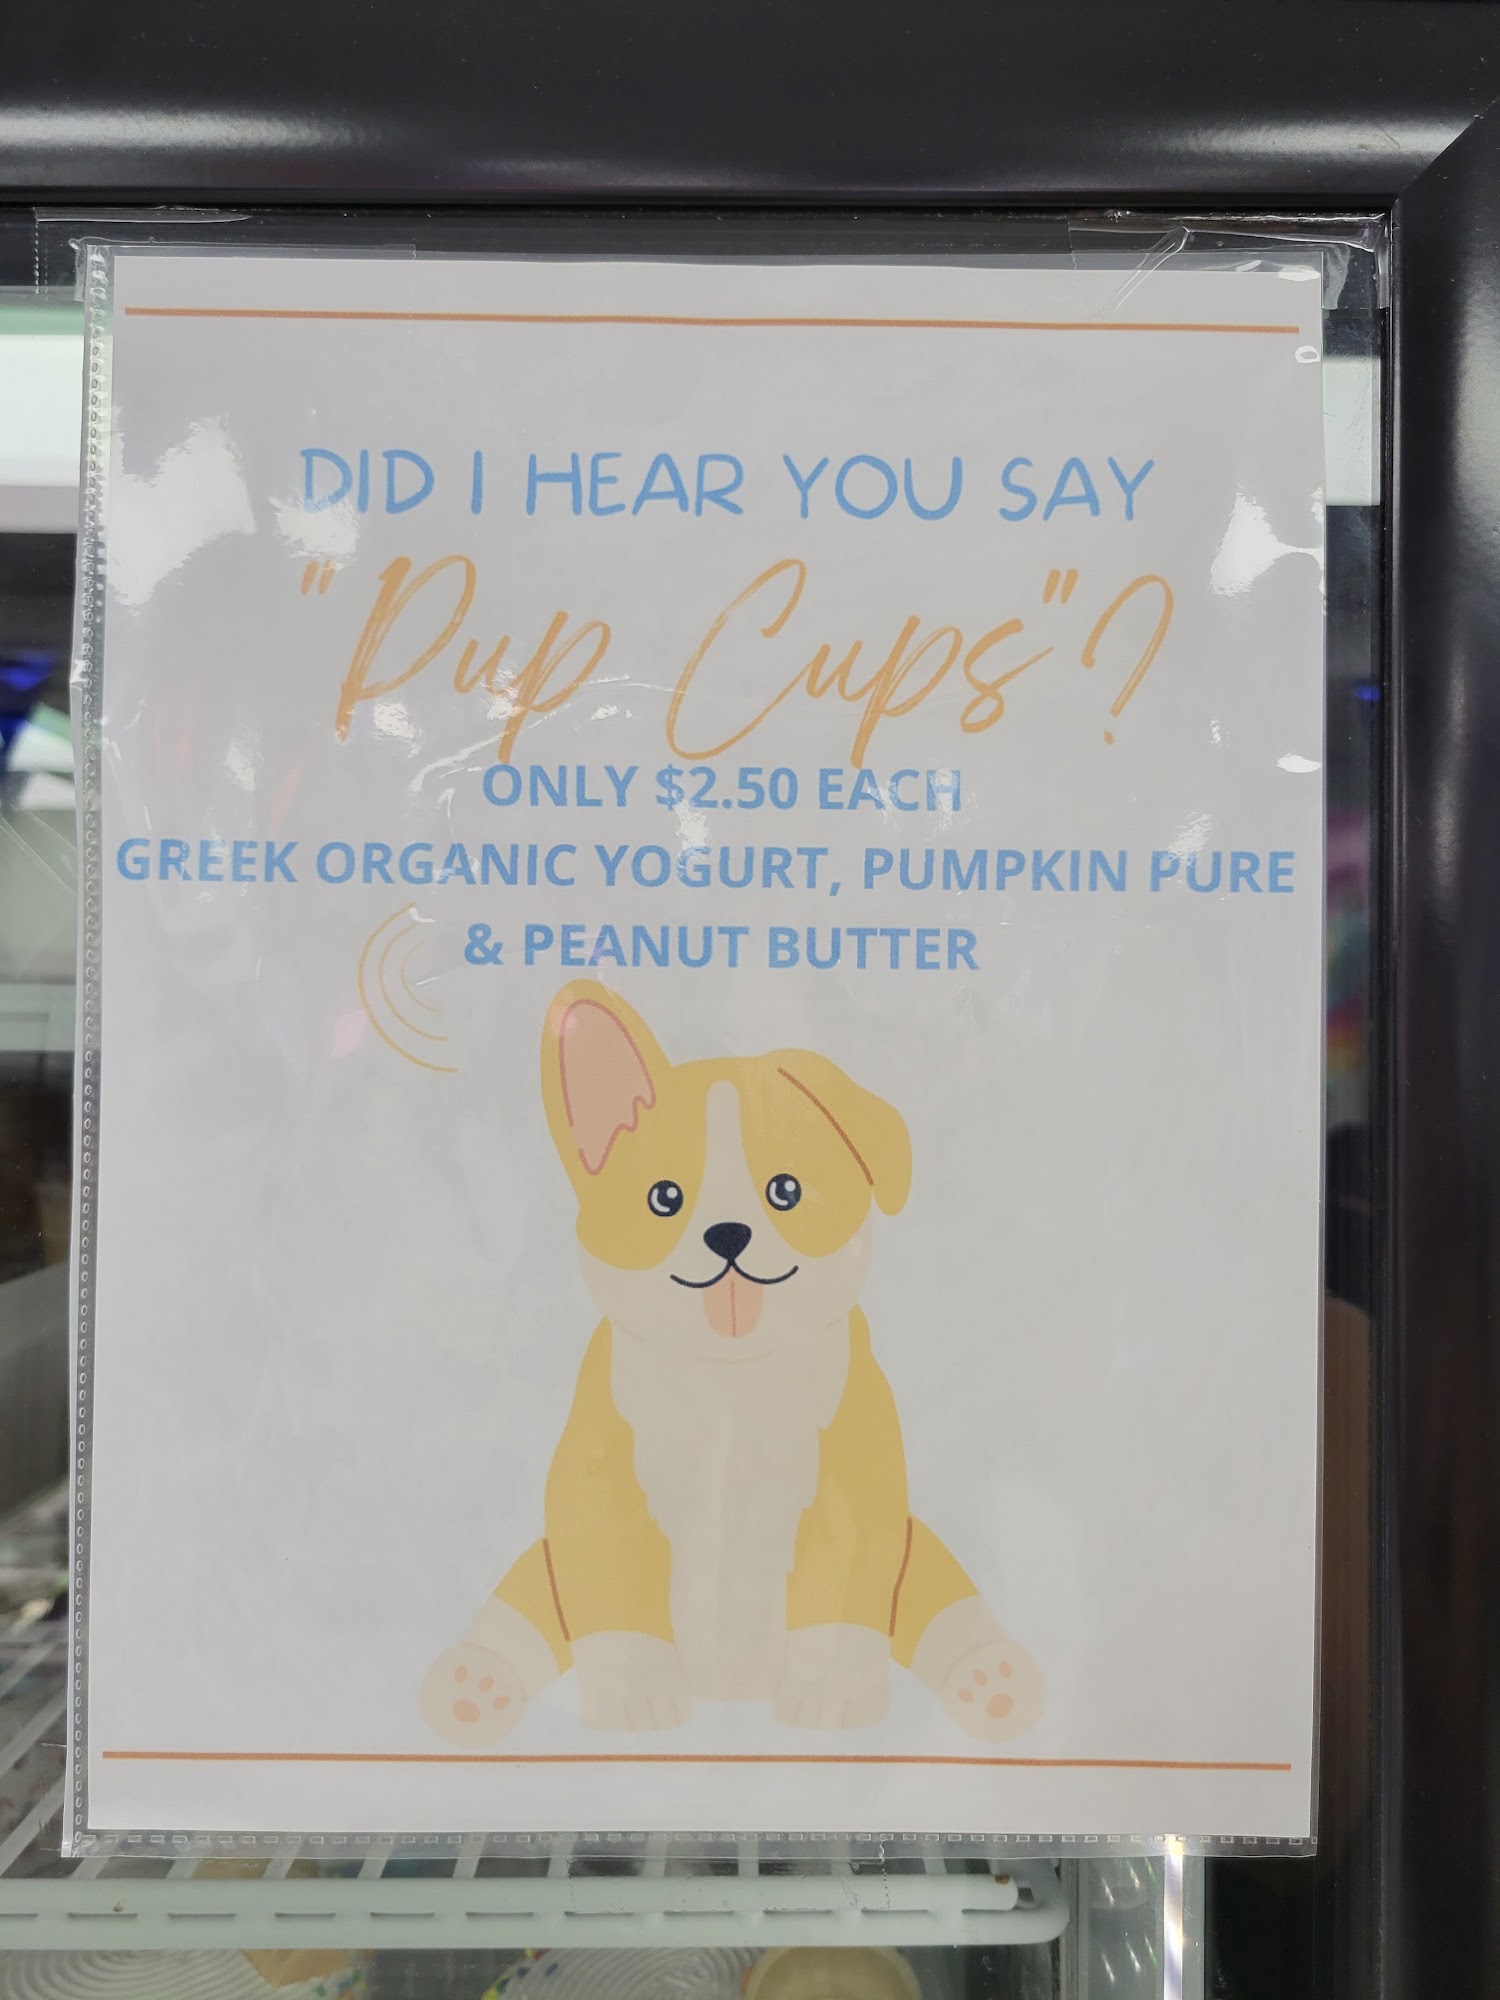 DID I HEAR YOU SAY
"Pup Cups"?
ONLY $2.50 EACH
GREEK ORGANIC YOGURT, PUMPKIN PURE
& PEANUT BUTTER